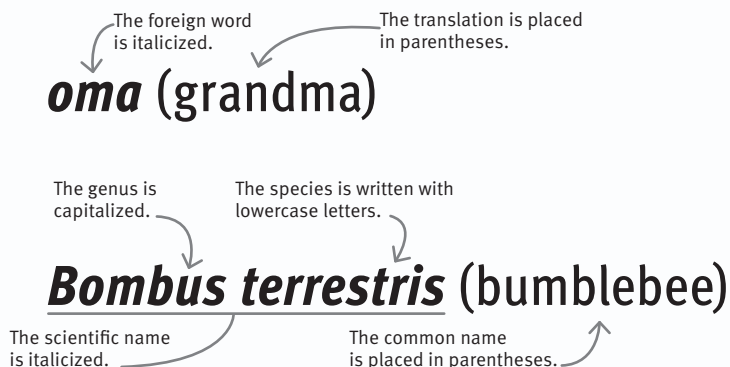 The foreign word
is italicized.
The translation is placed
in parentheses.
oma (grandma)
The genus is
capitalized.
The species is written with
lowercase letters.
Bombus terrestris (bumblebee)
The scientific name
is italicized.
The common name
is placed in parentheses.